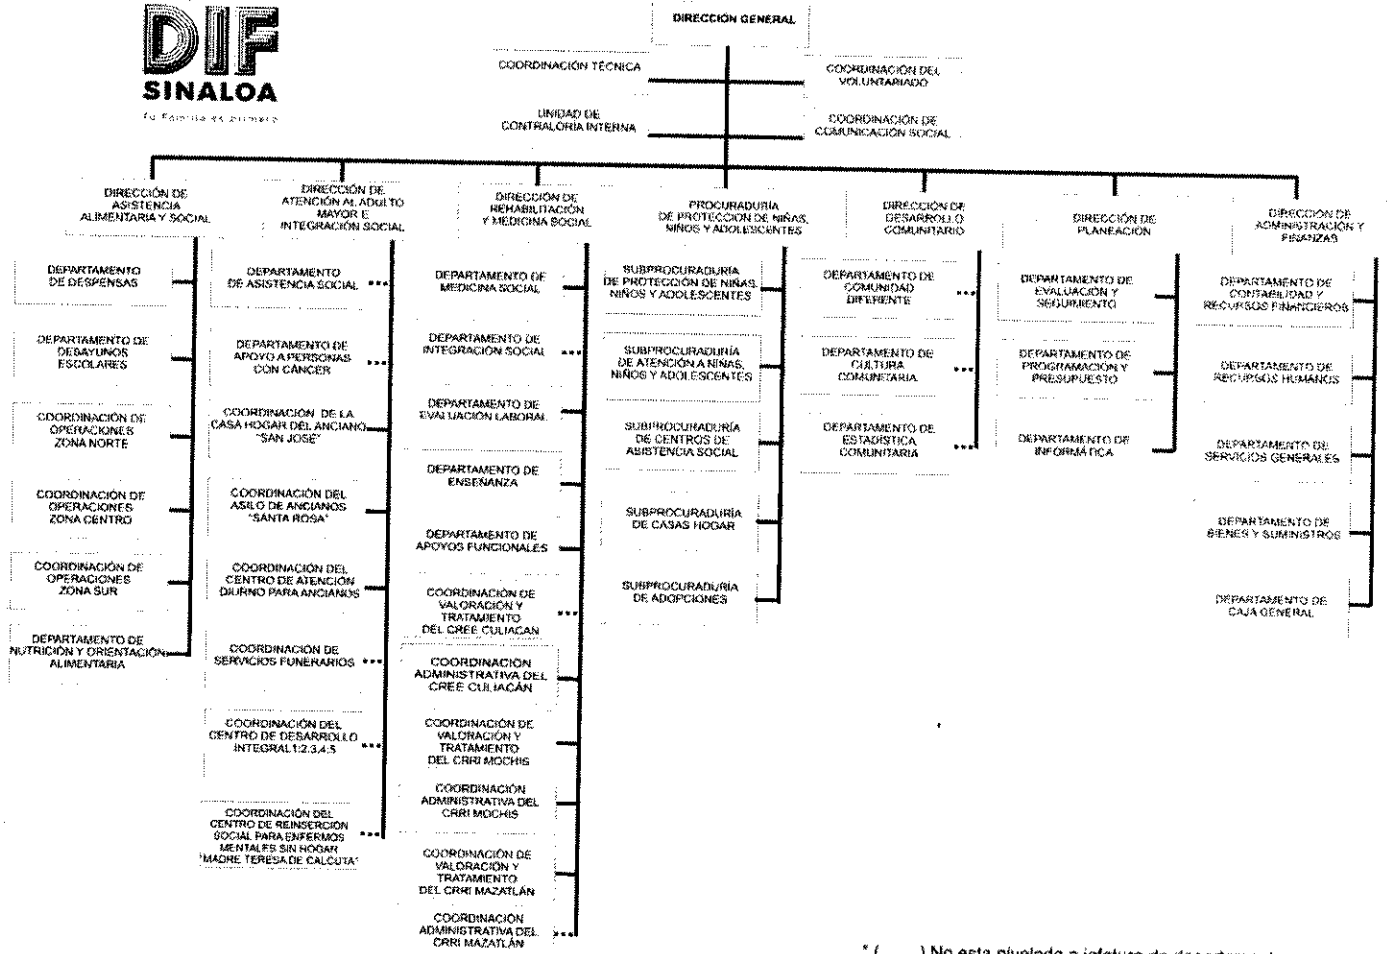 DIF
SINALOA
Tu Familia es primero
DIRECCIÓN GENERAL
COORDINACIÓN TÉCNICA
COORDINACIÓN DEL
VOLUNTARIADO
UNIDAD DE
CONTRALORÍA INTERNA
COORDINACIÓN DE
COMUNICACIÓN SOCIAL
DIRECCIÓN DE
ASISTENCIA
ALIMENTARIA Y SOCIAL
DEPARTAMENTO
DE DESPENSAS
DEPARTAMENTO DE
DESAYUNOS
ESCOLARES
COORDINACIÓN DE
OPERACIONES
ZONA NORTE
COORDINACIÓN DE
OPERACIONES
ZONA CENTRO
COORDINACIÓN DE
OPERACIONES
ZONA SUR
DEPARTAMENTO DE
NUTRICIÓN Y ORIENTACIÓN
ALIMENTARIA
DIRECCIÓN DE
ATENCIÓN AL ADULTO
MAYOR E
INTEGRACIÓN SOCIAL
DEPARTAMENTO
DE ASISTENCIA SOCIAL
DEPARTAMENTO DE
APOYO A PERSONAS
CON CÁNCER
COORDINACIÓN DE LA
CASA HOGAR DEL ANCIANO
"SAN JOSÉ"
COORDINACIÓN DEL
ASILO DE ANCIANOS
"SANTA ROSA"
COORDINACIÓN DEL
CENTRO DE ATENCIÓN
DIURNO PARA ANCIANOS
COORDINACIÓN DE
SERVICIOS FUNERARIOS
COORDINACIÓN DEL
CENTRO DE DESARROLLO
INTEGRAL 1;2,3,4,5
COORDINACIÓN DEL
CENTRO DE REINSERCIÓN
SOCIAL PARA ENFERMOS
MENTALES SIN HOGAR
"MADRE TERESA DE CALCUTA"
DIRECCIÓN DE
REHABILITACIÓN
Y MEDICINA SOCIAL
DEPARTAMENTO DE
MEDICINA SOCIAL
DEPARTAMENTO DE
INTEGRACIÓN SOCIAL
DEPARTAMENTO DE
EVALUACIÓN LABORAL
DEPARTAMENTO DE
ENSEÑANZA
DEPARTAMENTO DE
APOYOS FUNCIONALES
COORDINACIÓN DE
VALORACIÓN Y
TRATAMIENTO
DEL CREE CULIACÁN
COORDINACIÓN
ADMINISTRATIVA DEL
CREE CULIACÁN
COORDINACIÓN DE
VALORACIÓN Y
TRATAMIENTO
DEL CRRI MOCHIS
COORDINACIÓN
ADMINISTRATIVA DEL
CRRI MOCHIS
COORDINACIÓN DE
VALORACIÓN Y
TRATAMIENTO
DEL CRRI MAZATLÁN
COORDINACIÓN
ADMINISTRATIVA DEL
CRRI MAZATLÁN
PROCURADURÍA
DE PROTECCIÓN DE NIÑAS,
NIÑOS Y ADOLESCENTES
SUBPROCURADURÍA
DE PROTECCIÓN DE NIÑAS,
NIÑOS Y ADOLESCENTES
SUBPROCURADURÍA
DE ATENCIÓN A NIÑAS,
NIÑOS Y ADOLESCENTES
SUBPROCURADURÍA
DE CENTROS DE
ASISTENCIA SOCIAL
SUBPROCURADURÍA
DE CASAS HOGAR
SUBPROCURADURÍA
DE ADOPCIONES
DIRECCIÓN DE
DESARROLLO
COMUNITARIO
DEPARTAMENTO DE
COMUNIDAD
DIFERENTE
DEPARTAMENTO DE
CULTURA
COMUNITARIA
DEPARTAMENTO DE
ESTADÍSTICA
COMUNITARIA
DIRECCIÓN DE
PLANEACIÓN
DEPARTAMENTO DE
EVALUACIÓN Y
SEGUIMIENTO
DEPARTAMENTO DE
PROGRAMACIÓN Y
PRESUPUESTO
DEPARTAMENTO DE
INFORMÁTICA
DIRECCIÓN DE
ADMINISTRACIÓN Y
FINANZAS
DEPARTAMENTO DE
CONTABILIDAD Y
RECURSOS FINANCIEROS
DEPARTAMENTO DE
RECURSOS HUMANOS
DEPARTAMENTO DE
SERVICIOS GENERALES
DEPARTAMENTO DE
BIENES Y SUMINISTROS
DEPARTAMENTO DE
CAJA GENERAL
* ( ) No esta nivelado a jefatura de